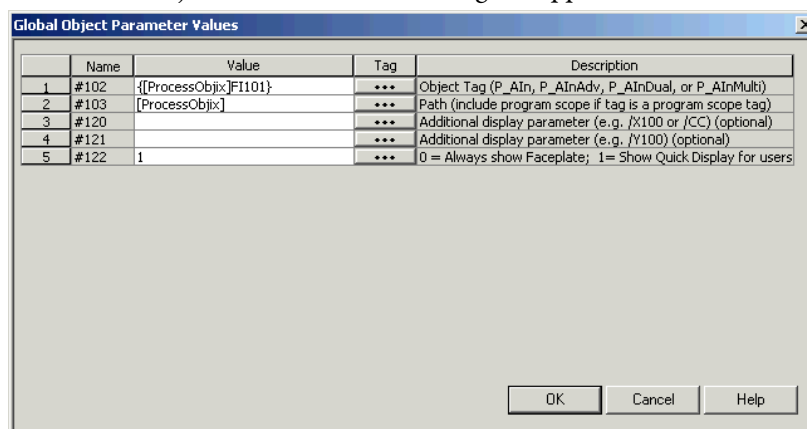 Global Object Parameter Values
Name Value Tag Description
1 #102 {[ProcessObjix]FI101} ••• Object Tag (P_AIn, P_AInAdv, P_AInDual, or P_AInMulti)
2 #103 [ProcessObjix] ••• Path (include program scope if tag is a program scope tag)
3 #120 ••• Additional display parameter (e.g. /X100 or /CC) (optional)
4 #121 ••• Additional display parameter (e.g. /Y100) (optional)
5 #122 1 ••• 0 = Always show Faceplate; 1= Show Quick Display for users
OK Cancel Help